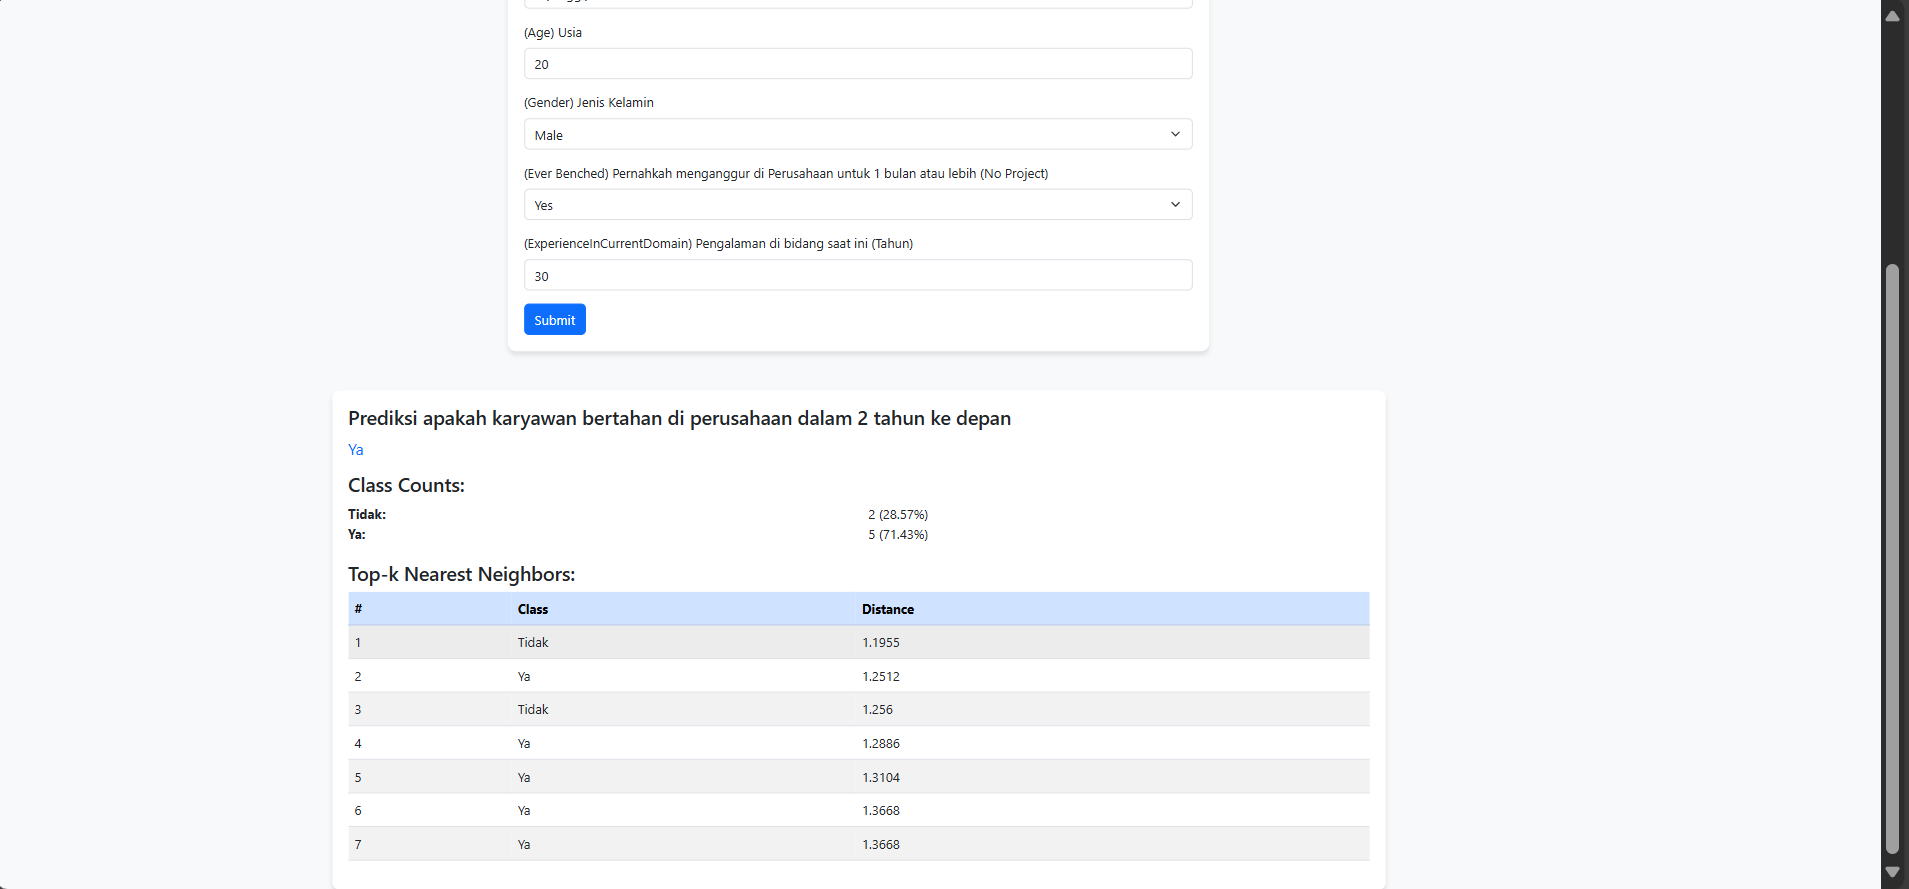 (Age) Usia
20
(Gender) Jenis Kelamin
Male
(Ever Benched) Pernahkah menganggur di Perusahaan untuk 1 bulan atau lebih (No Project)
Yes
(ExperienceInCurrentDomain) Pengalaman di bidang saat ini (Tahun)
30
Submit
Prediksi apakah karyawan bertahan di perusahaan dalam 2 tahun ke depan
Ya
Class Counts:
Tidak: 2 (28.57%)
Ya: 5 (71.43%)
Top-k Nearest Neighbors:
# Class Distance
1 Tidak 1.1955
2 Ya 1.2512
3 Tidak 1.256
4 Ya 1.2886
5 Ya 1.3104
6 Ya 1.3668
7 Ya 1.3668